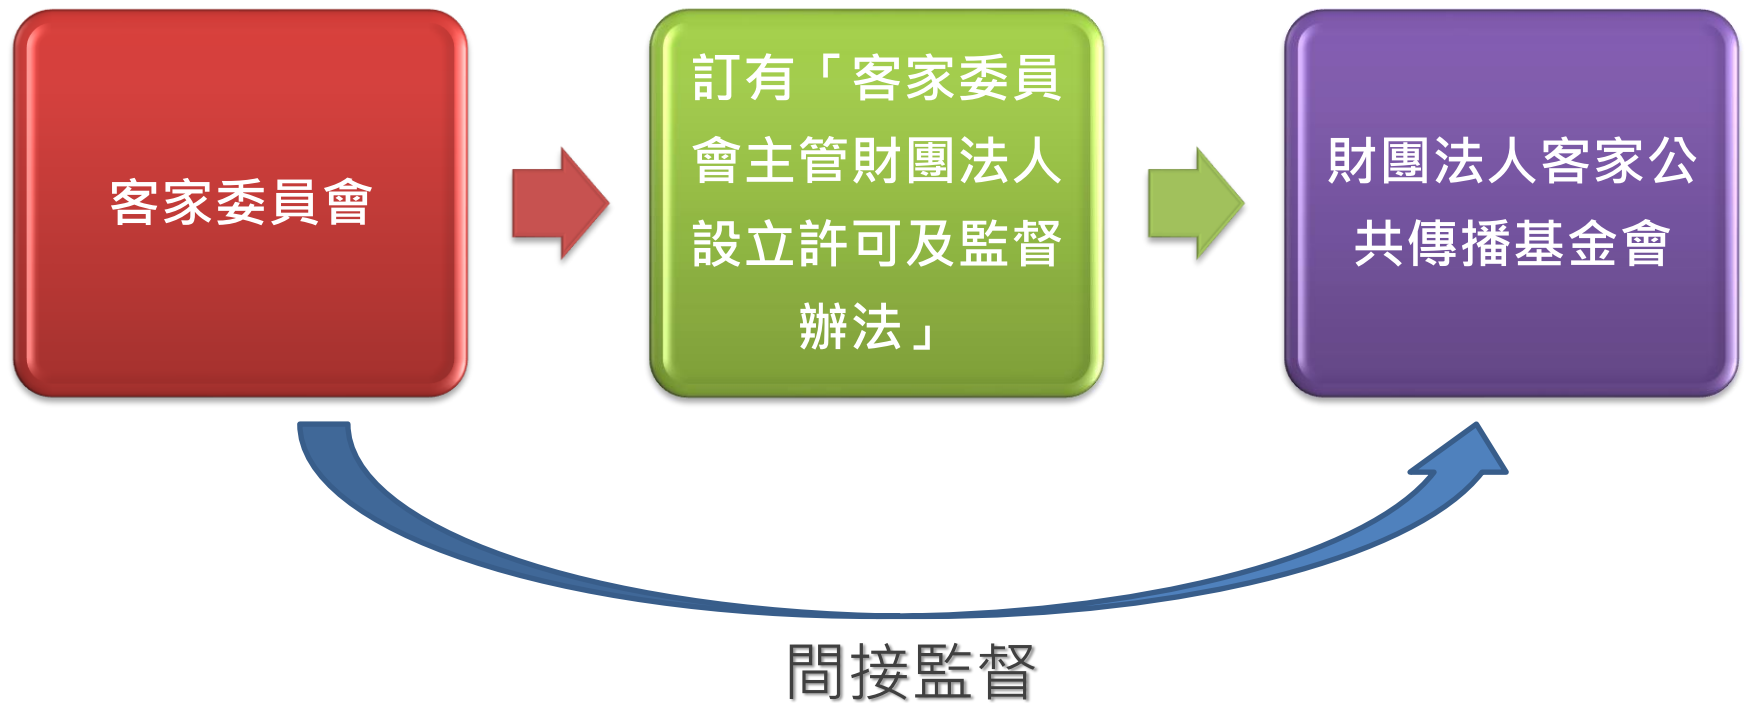 客家委員會
訂有「客家委員
會主管財團法人
設立許可及監督
辦法」
財團法人客家公
共傳播基金會
間接監督